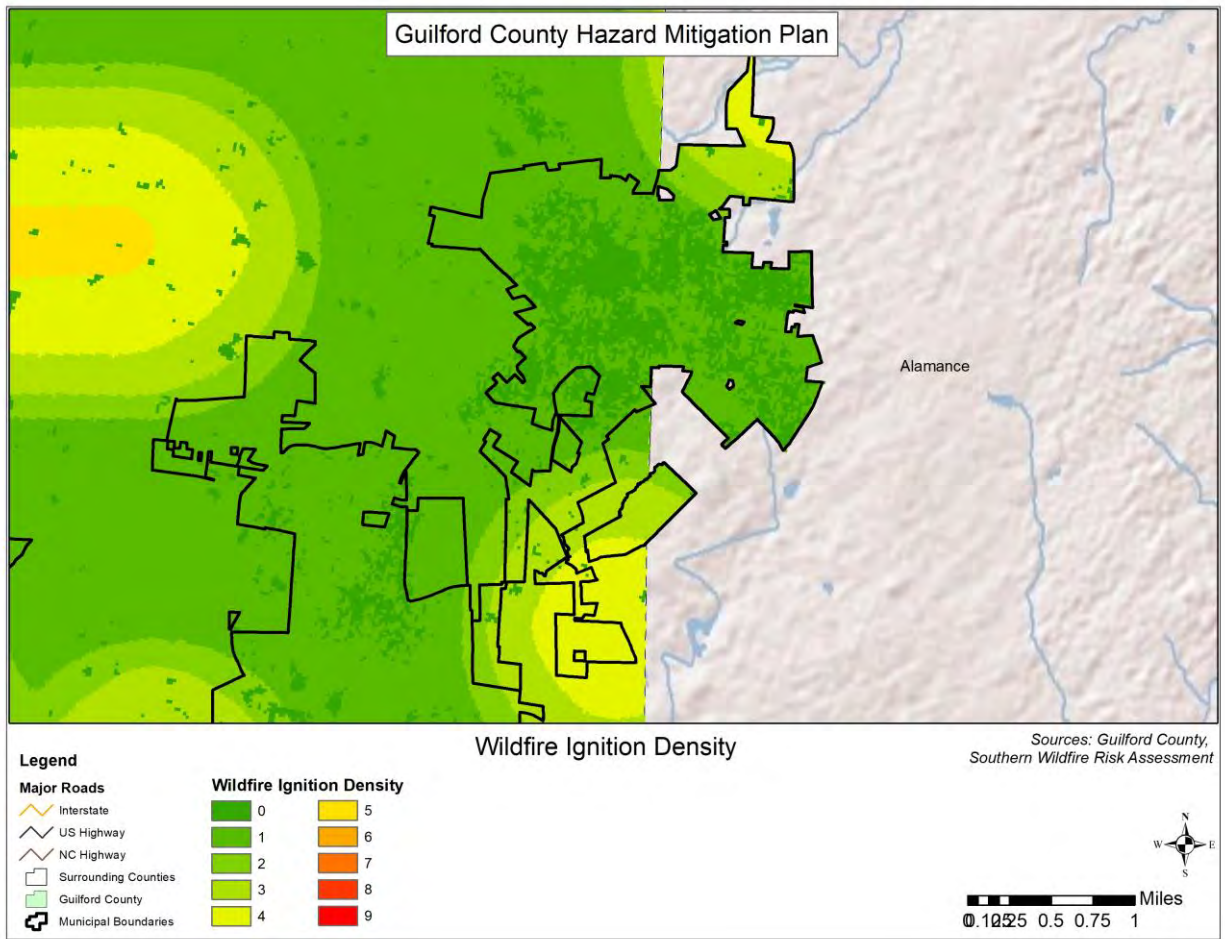 Guilford County Hazard Mitigation Plan
Alamance
Wildfire Ignition Density
Sources: Guilford County,
Southern Wildfire Risk Assessment
Legend
Major Roads
Interstate
US Highway
NC Highway
Surrounding Counties
Guilford County
Municipal Boundaries
Wildfire Ignition Density
0
1
2
3
4
5
6
7
8
9
N
W E
S
Miles
0 0.5 0.75 1